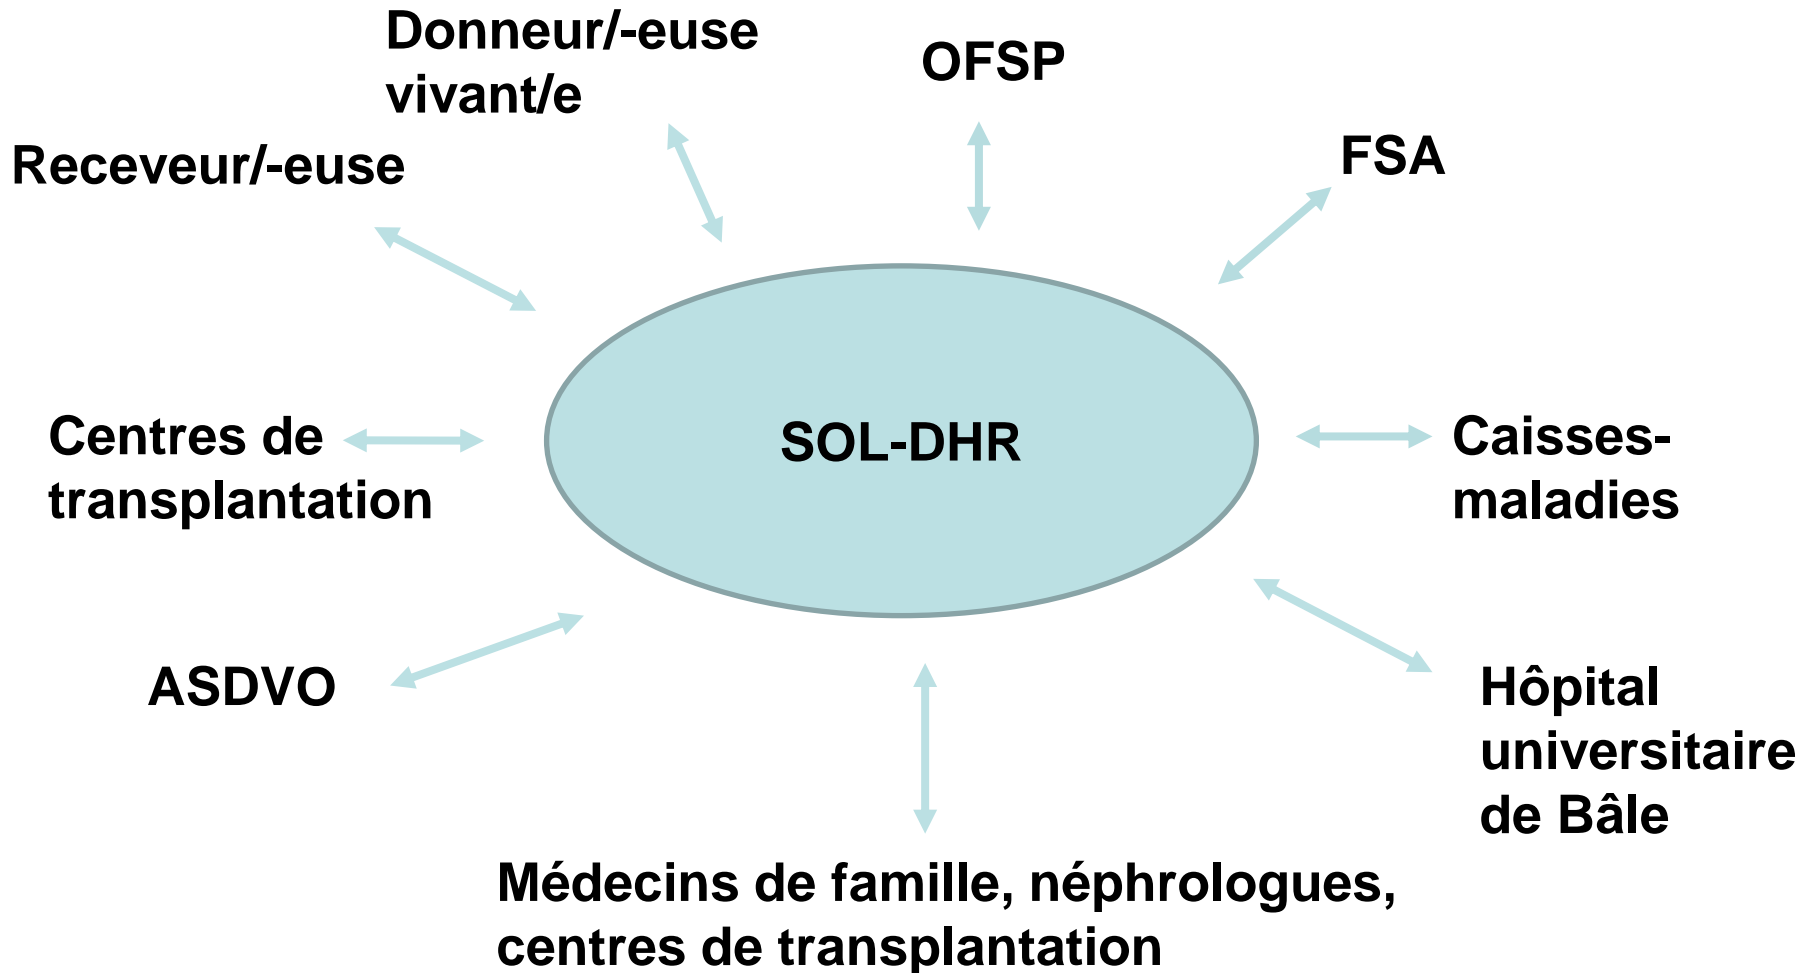 Donneur/-euse
vivant/e
OFSP
FSA
Receveur/-euse
Centres de
transplantation
SOL-DHR
Caisses-
maladies
ASDVO
Hôpital
universitaire
de Bâle
Médecins de famille, néphrologues,
centres de transplantation